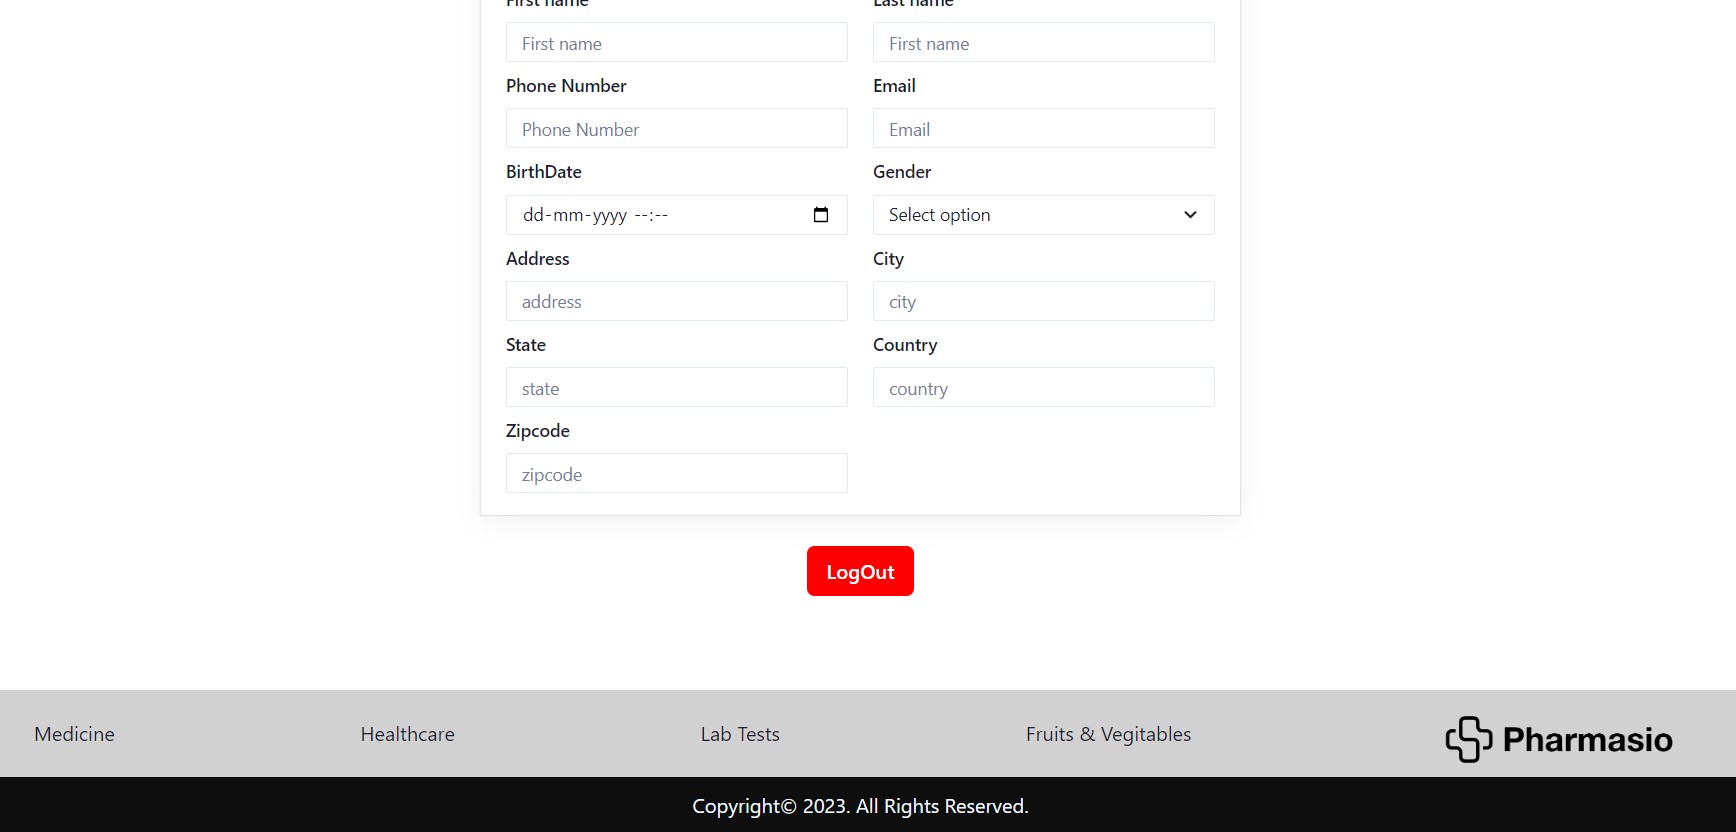 First name Last name
First name First name
Phone Number Email
Phone Number Email
BirthDate Gender
dd-mm-yyyy --:-- Select option
Address City
address city
State Country
state country
Zipcode
zipcode
LogOut
Medicine Healthcare Lab Tests Fruits & Vegitables Pharmasio
Copyright© 2023. All Rights Reserved.